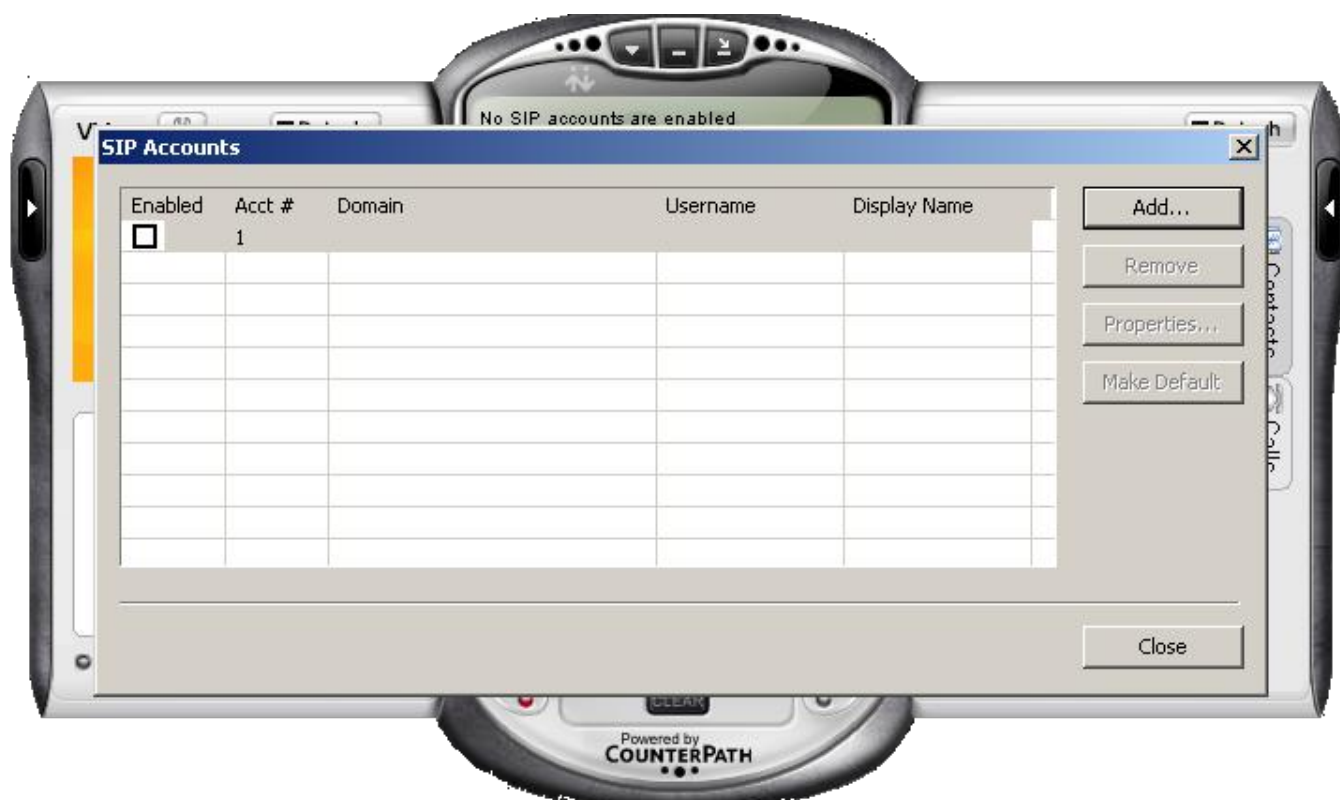 No SIP accounts are enabled
SIP Accounts
Enabled Acct # Domain Username Display Name Add...
1
Remove
Properties...
Make Default
Contacts
Calls
Close
CLEAR
Powered by
COUNTERPATH